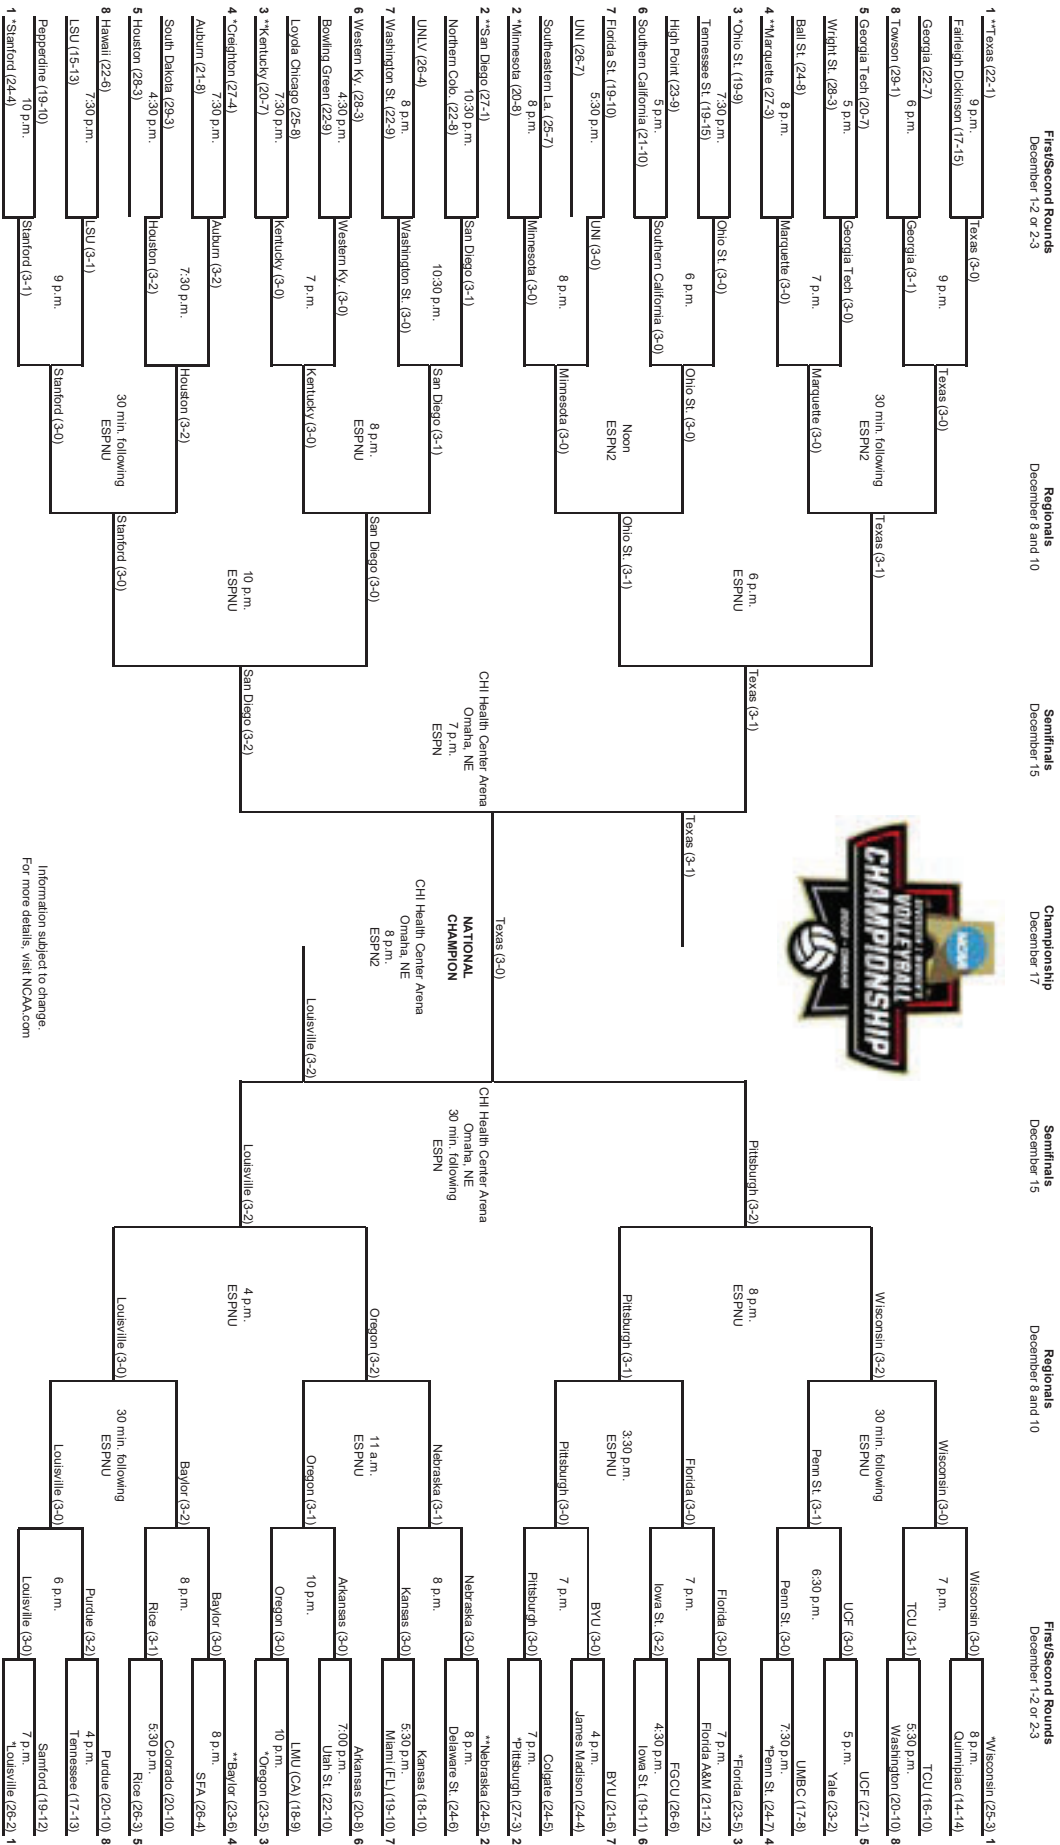 First/Second Rounds
December 1-2 or 2-3
Regionals
December 8 and 10
Semifinals
December 15
Championship
December 17
Semifinals
December 15
Regionals
December 8 and 10
First/Second Rounds
December 1-2 or 2-3
1 **Texas (22-1)
9 p.m.
Fairleigh Dickinson (17-15)
Georgia (22-7)
6 p.m.
8 Towson (29-1)
5 Georgia Tech (20-7)
5 p.m.
Wright St. (28-3)
Ball St. (24-8)
8 p.m.
4 **Marquette (27-3)
3 *Ohio St. (19-9)
7:30 p.m.
Tennessee St. (19-15)
High Point (23-9)
5 p.m.
6 Southern California (21-10)
7 Florida St. (19-10)
5:30 p.m.
UNI (26-7)
Southeastern La. (25-7)
8 p.m.
2 *Minnesota (20-8)
2 **San Diego (27-1)
10:30 p.m.
Northern Colo. (22-8)
UNLV (26-4)
8 p.m.
7 Washington St. (22-9)
6 Western Ky. (28-3)
4:30 p.m.
Bowling Green (22-9)
Loyola Chicago (25-8)
7:30 p.m.
3 **Kentucky (20-7)
4 *Creighton (27-4)
7:30 p.m.
Auburn (21-8)
South Dakota (29-3)
4:30 p.m.
5 Houston (28-3)
8 Hawaii (22-6)
7:30 p.m.
LSU (15-13)
Pepperdine (19-10)
10 p.m.
1 *Stanford (24-4)
Texas (3-0)
9 p.m.
Georgia (3-1)
Georgia Tech (3-0)
7 p.m.
Marquette (3-0)
Ohio St. (3-0)
6 p.m.
Southern California (3-0)
UNI (3-0)
8 p.m.
Minnesota (3-0)
San Diego (3-1)
10:30 p.m.
Washington St. (3-0)
Western Ky. (3-0)
7 p.m.
Kentucky (3-0)
Auburn (3-2)
7:30 p.m.
Houston (3-2)
LSU (3-1)
9 p.m.
Stanford (3-1)
Texas (3-0)
30 min. following
ESPN2
Marquette (3-0)
Ohio St. (3-0)
Noon
ESPN2
Minnesota (3-0)
San Diego (3-1)
8 p.m.
ESPNU
Kentucky (3-0)
Houston (3-2)
30 min. following
ESPNU
Stanford (3-0)
Texas (3-1)
6 p.m.
ESPNU
Ohio St. (3-1)
San Diego (3-0)
10 p.m.
ESPNU
Stanford (3-0)
Texas (3-1)
CHI Health Center Arena
Omaha, NE
7 p.m.
ESPN
San Diego (3-2)
NCAA
VOLLEYBALL
CHAMPIONSHIP
Texas (3-1)
Texas (3-0)
NATIONAL
CHAMPION
CHI Health Center Arena
Omaha, NE
8 p.m.
ESPN2
Louisville (3-2)
Information subject to change.
For more details, visit NCAA.com
Pittsburgh (3-2)
CHI Health Center Arena
Omaha, NE
30 min. following
ESPN
Louisville (3-2)
Wisconsin (3-2)
8 p.m.
ESPNU
Pittsburgh (3-1)
Oregon (3-2)
4 p.m.
ESPNU
Louisville (3-0)
Wisconsin (3-0)
30 min. following
ESPNU
Penn St. (3-1)
Florida (3-0)
3:30 p.m.
ESPNU
Pittsburgh (3-0)
Nebraska (3-1)
11 a.m.
ESPNU
Oregon (3-1)
Baylor (3-2)
30 min. following
ESPNU
Louisville (3-0)
Wisconsin (3-0)
7 p.m.
TCU (3-1)
UCF (3-0)
6:30 p.m.
Penn St. (3-0)
Florida (3-0)
7 p.m.
Iowa St. (3-2)
BYU (3-0)
7 p.m.
Pittsburgh (3-0)
Nebraska (3-0)
8 p.m.
Kansas (3-0)
Arkansas (3-0)
10 p.m.
Oregon (3-0)
Baylor (3-0)
8 p.m.
Rice (3-1)
Purdue (3-2)
6 p.m.
Louisville (3-0)
*Wisconsin (25-3) 1
8 p.m.
Quinnipiac (14-14)
TCU (16-10)
5:30 p.m.
Washington (20-10) 8
UCF (27-1) 5
5 p.m.
Yale (23-2)
UMBC (17-8)
7:30 p.m.
*Penn St. (24-7) 4
*Florida (23-5) 3
7 p.m.
Florida A&M (21-12)
FGCU (26-6)
4:30 p.m.
Iowa St. (19-11) 6
BYU (21-6) 7
4 p.m.
James Madison (24-4)
Colgate (24-5)
7 p.m.
*Pittsburgh (27-3) 2
**Nebraska (24-5) 2
8 p.m.
Delaware St. (24-6)
Kansas (18-10)
5:30 p.m.
Miami (FL) (19-10) 7
Arkansas (20-8) 6
7:00 p.m.
Utah St. (22-10)
LMU (CA) (18-9)
10 p.m.
*Oregon (23-5) 3
**Baylor (23-6) 4
8 p.m.
SFA (26-4)
Colorado (20-10)
5:30 p.m.
Rice (26-3) 5
Purdue (20-10) 8
4 p.m.
Tennessee (17-13)
Samford (19-12)
7 p.m.
*Louisville (26-2) 1